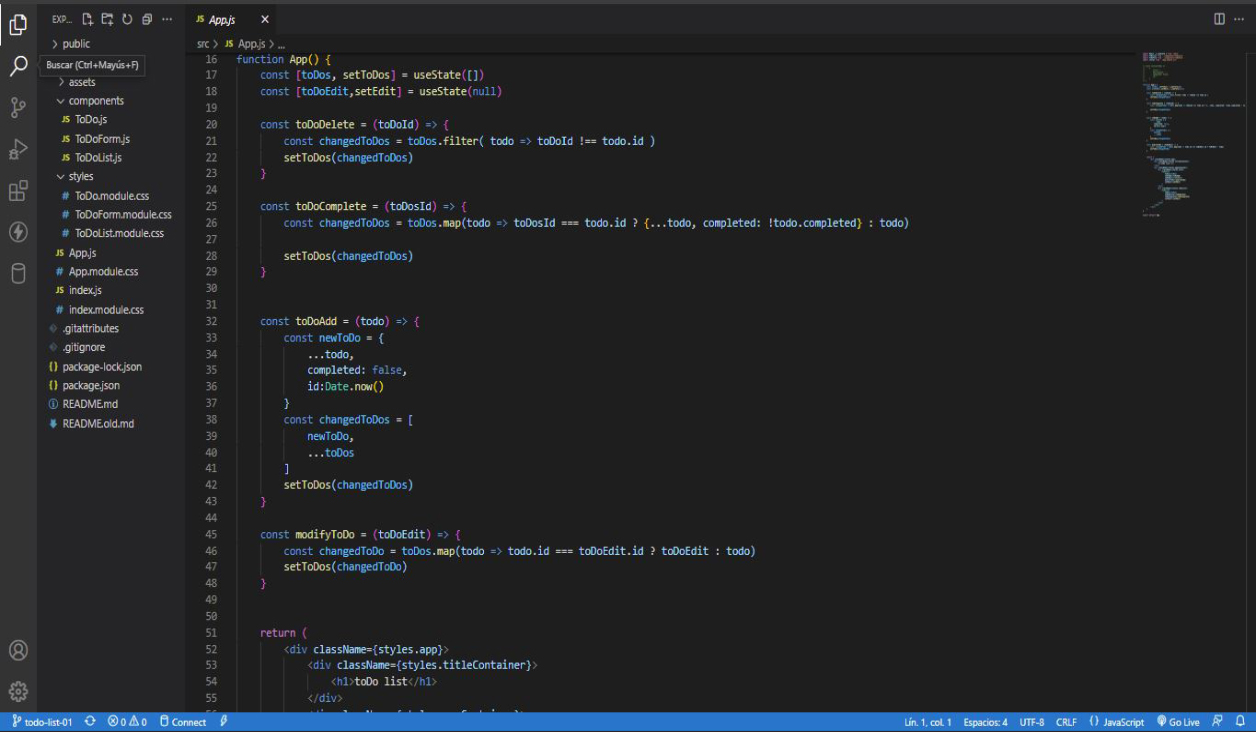 EXP...
JS App.js
public
Buscar (Ctrl+Mayús+F)
assets
components
JS ToDo.js
JS ToDoForm.js
JS ToDoList.js
styles
# ToDo.module.css
# ToDoForm.module.css
# ToDoList.module.css
JS App.js
# App.module.css
JS index.js
# index.module.css
.gitattributes
.gitignore
{} package-lock.json
{} package.json
README.md
README.old.md
src > JS App.js > ...
16 function App() {
17 const [toDos, setToDos] = useState([])
18 const [toDoEdit,setEdit] = useState(null)
19
20 const toDoDelete = (toDoId) => {
21 const changedToDos = toDos.filter( todo => toDoId !== todo.id )
22 setToDos(changedToDos)
23 }
24
25 const toDoComplete = (toDosId) => {
26 const changedToDos = toDos.map(todo => toDosId === todo.id ? {...todo, completed: !todo.completed} : todo)
27
28 setToDos(changedToDos)
29 }
30
31
32 const toDoAdd = (todo) => {
33 const newToDo = {
34 ...todo,
35 completed: false,
36 id:Date.now()
37 }
38 const changedToDos = [
39 newToDo,
40 ...toDos
41 ]
42 setToDos(changedToDos)
43 }
44
45 const modifyToDo = (toDoEdit) => {
46 const changedToDo = toDos.map(todo => todo.id === toDoEdit.id ? toDoEdit : todo)
47 setToDos(changedToDo)
48 }
49
50
51 return (
52 <div className={styles.app}>
53 <div className={styles.titleContainer}>
54 <h1>toDo list</h1>
55 </div>
todo-list-01 0 0 Connect
Lín. 1, col. 1 Espacios: 4 UTF-8 CRLF {} JavaScript Go Live